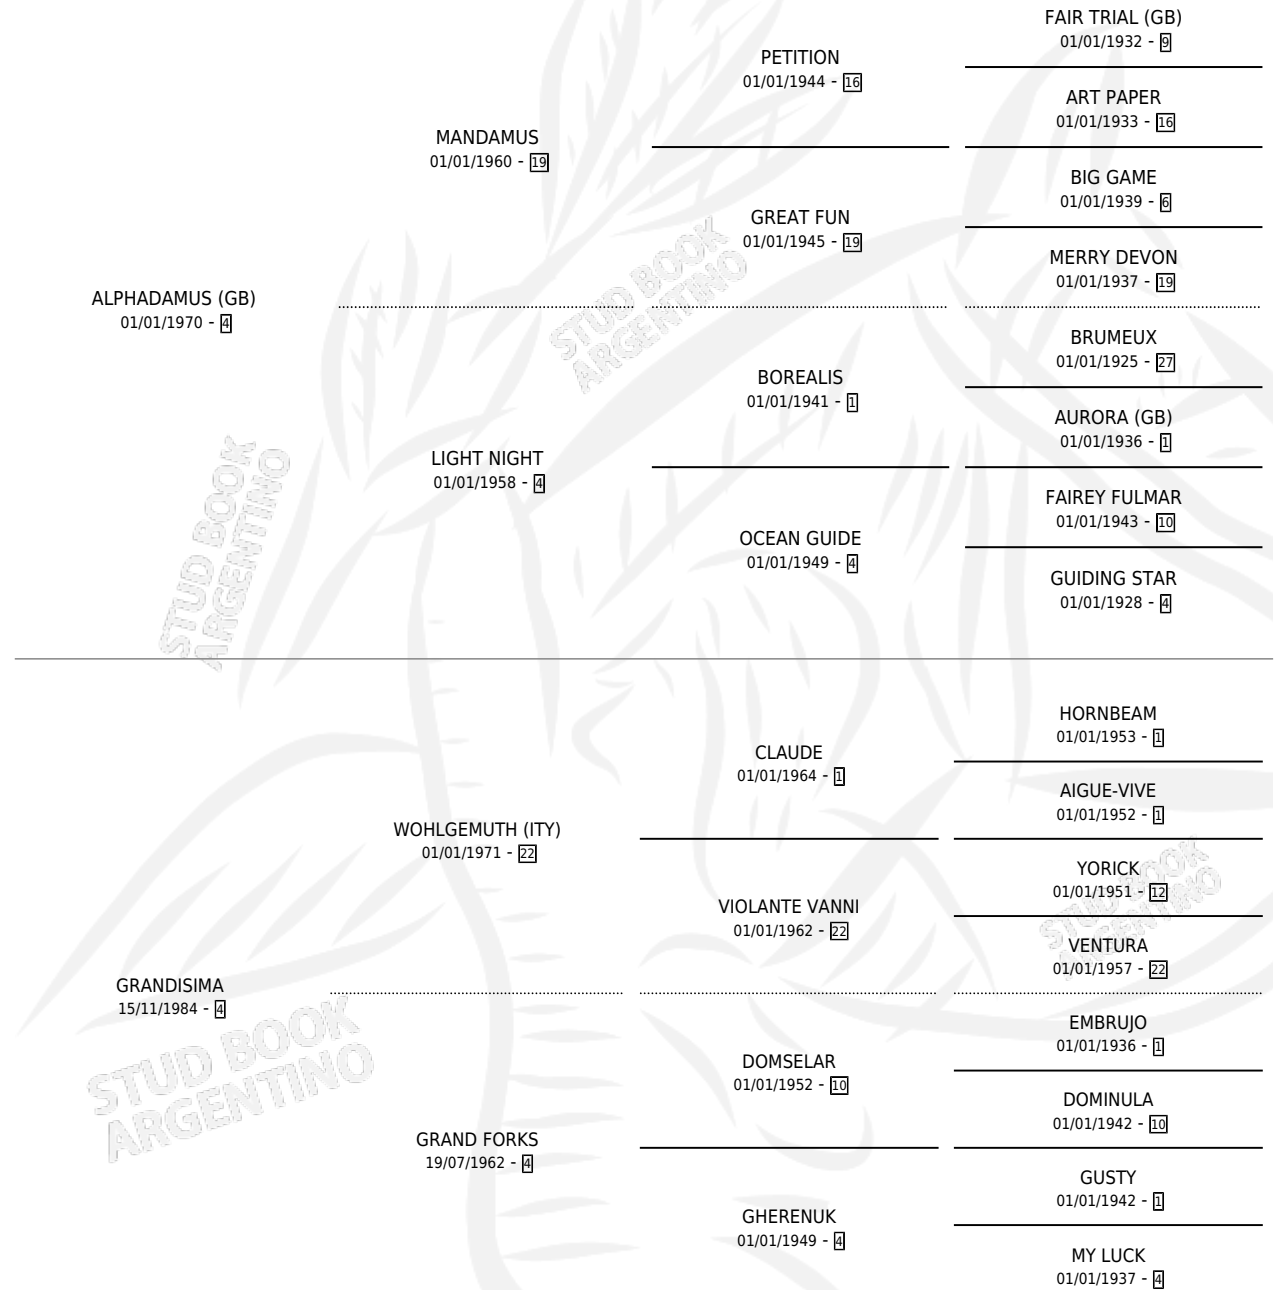 FAIR TRIAL (GB)
01/01/1932 - 9
PETITION
01/01/1944 - 16
ART PAPER
01/01/1933 - 16
MANDAMUS
01/01/1960 - 19
BIG GAME
01/01/1939 - 6
GREAT FUN
01/01/1945 - 19
MERRY DEVON
01/01/1937 - 19
ALPHADAMUS (GB)
01/01/1970 - 4
BRUMEUX
01/01/1925 - 27
BOREALIS
01/01/1941 - 1
AURORA (GB)
01/01/1936 - 1
LIGHT NIGHT
01/01/1958 - 4
FAIREY FULMAR
01/01/1943 - 10
OCEAN GUIDE
01/01/1949 - 4
GUIDING STAR
01/01/1928 - 4
HORNBEAM
01/01/1953 - 1
CLAUDE
01/01/1964 - 1
AIGUE-VIVE
01/01/1952 - 1
WOHLGEMUTH (ITY)
01/01/1971 - 22
YORICK
01/01/1951 - 12
VIOLANTE VANNI
01/01/1962 - 22
VENTURA
01/01/1957 - 22
GRANDISIMA
15/11/1984 - 4
EMBRUJO
01/01/1936 - 1
DOMSELAR
01/01/1952 - 10
DOMINULA
01/01/1942 - 10
GRAND FORKS
19/07/1962 - 4
GUSTY
01/01/1942 - 1
GHERENUK
01/01/1949 - 4
MY LUCK
01/01/1937 - 4
STUD BOOK
ARGENTINO
STUD BOOK
ARGENTINO
STUD BOOK
ARGENTINO
STUD BOOK
ARGENTINO